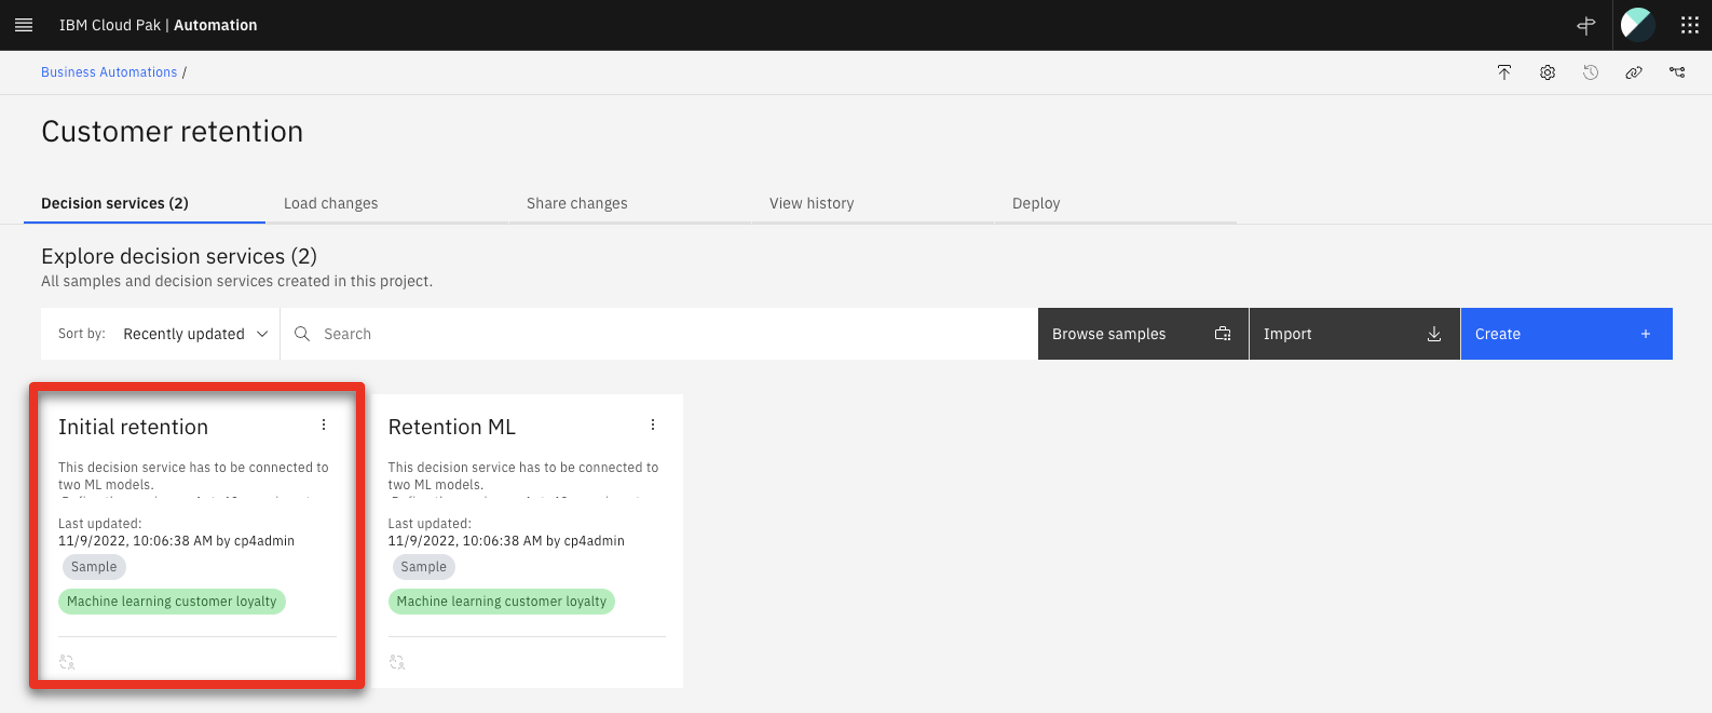 IBM Cloud Pak | Automation
Business Automations /
Customer retention
Decision services (2)
Load changes
Share changes
View history
Deploy
Explore decision services (2)
All samples and decision services created in this project.
Sort by: Recently updated
Search
Browse samples
Import
Create +
Initial retention
This decision service has to be connected to
two ML models.
Last updated:
11/9/2022, 10:06:38 AM by cp4admin
Sample
Machine learning customer loyalty
Retention ML
This decision service has to be connected to
two ML models.
Last updated:
11/9/2022, 10:06:38 AM by cp4admin
Sample
Machine learning customer loyalty